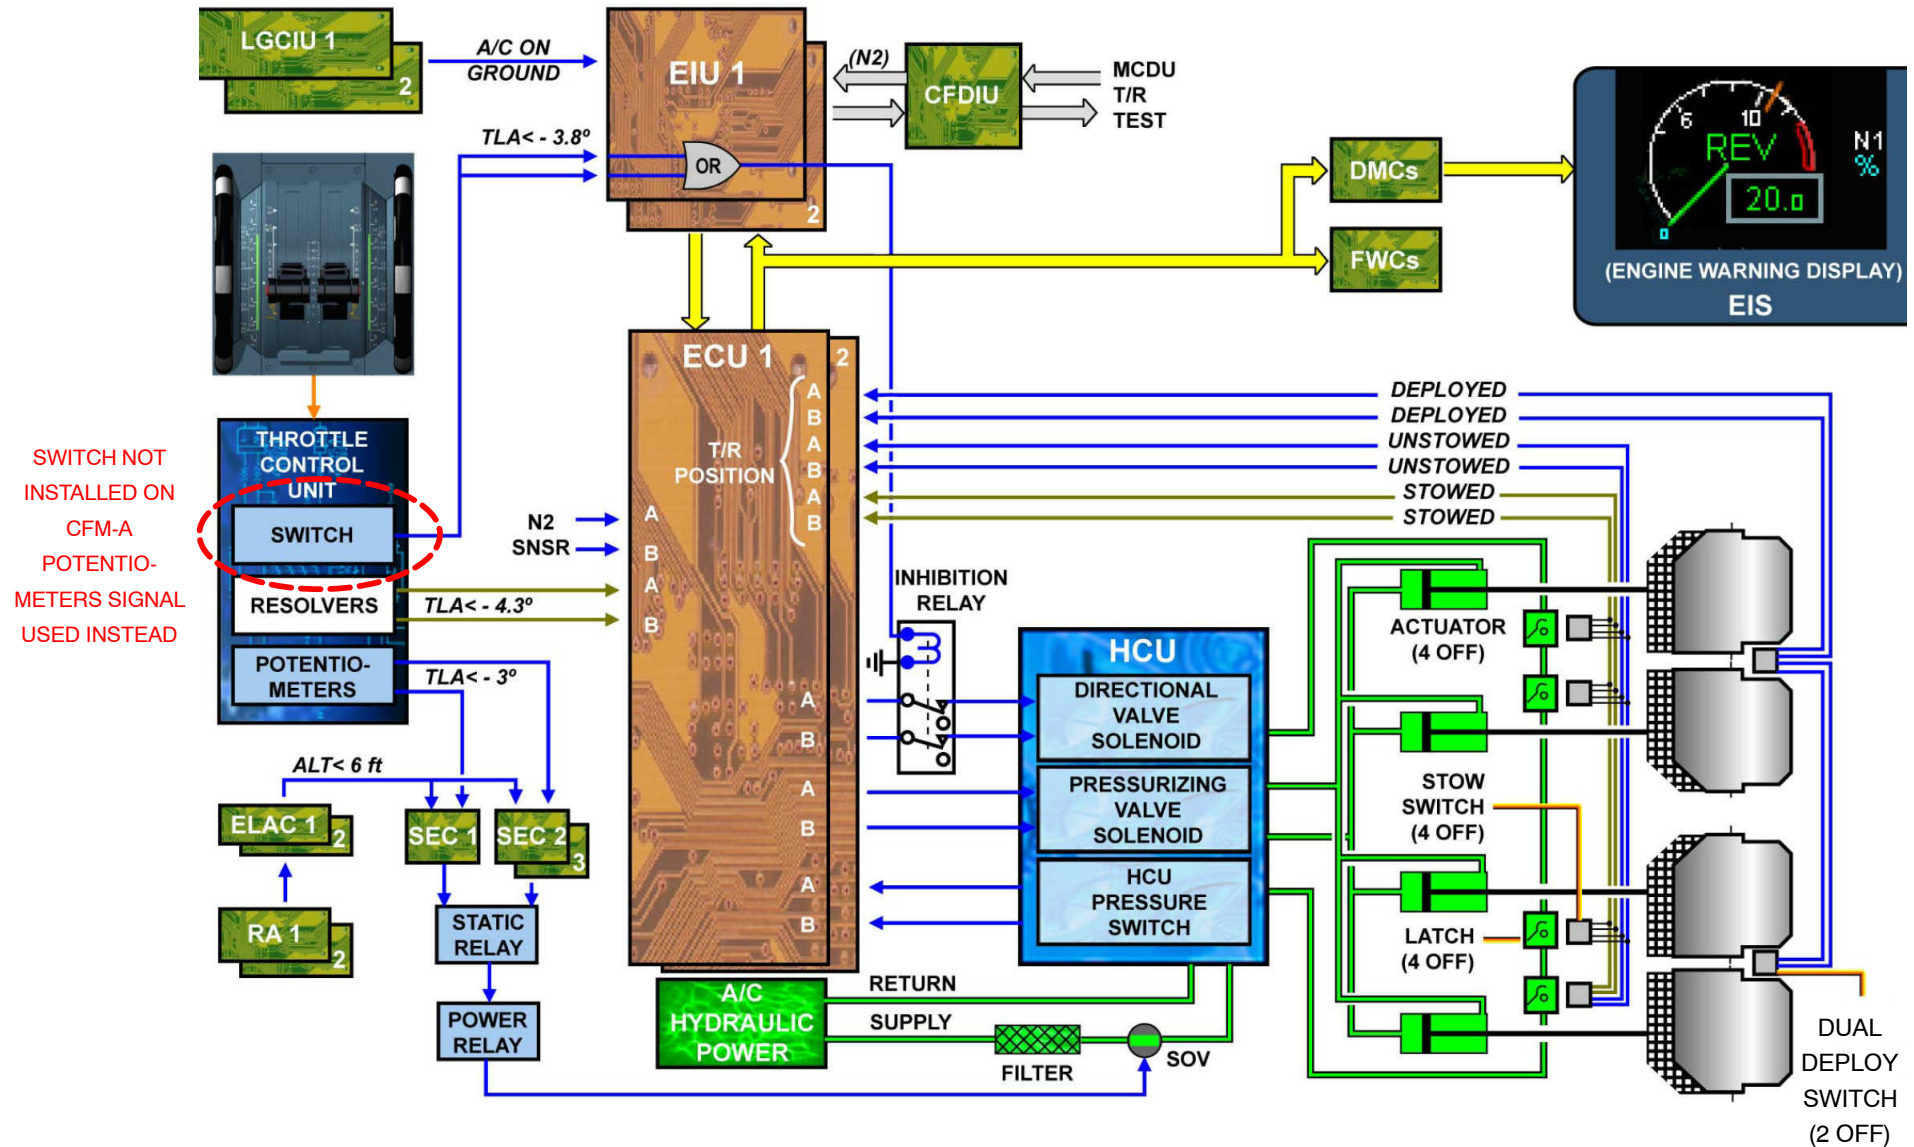 LGCIU 1
2
A/C ON
GROUND
EIU 1
2
(N2)
CFDIU
MCDU
T/R
TEST
TLA< - 3.8º
OR
DMCs
FWCs
6
10
REV
20.0
0
N1
%
(ENGINE WARNING DISPLAY)
EIS
THROTTLE
CONTROL
UNIT
SWITCH
RESOLVERS
POTENTIO-
METERS
SWITCH NOT
INSTALLED ON
CFM-A
POTENTIO-
METERS SIGNAL
USED INSTEAD
N2
SNSR
TLA< - 4.3º
TLA< - 3º
ECU 1
2
T/R
POSITION
A
B
A
B
A
B
A
B
A
B
A
B
A
B
A
B
DEPLOYED
DEPLOYED
UNSTOWED
UNSTOWED
STOWED
STOWED
INHIBITION
RELAY
HCU
DIRECTIONAL
VALVE
SOLENOID
PRESSURIZING
VALVE
SOLENOID
HCU
PRESSURE
SWITCH
ACTUATOR
(4 OFF)
STOW
SWITCH
(4 OFF)
LATCH
(4 OFF)
ALT< 6 ft
ELAC 1
2
SEC 1
SEC 2
3
RA 1
2
STATIC
RELAY
POWER
RELAY
A/C
HYDRAULIC
POWER
RETURN
SUPPLY
FILTER
SOV
DUAL
DEPLOY
SWITCH
(2 OFF)